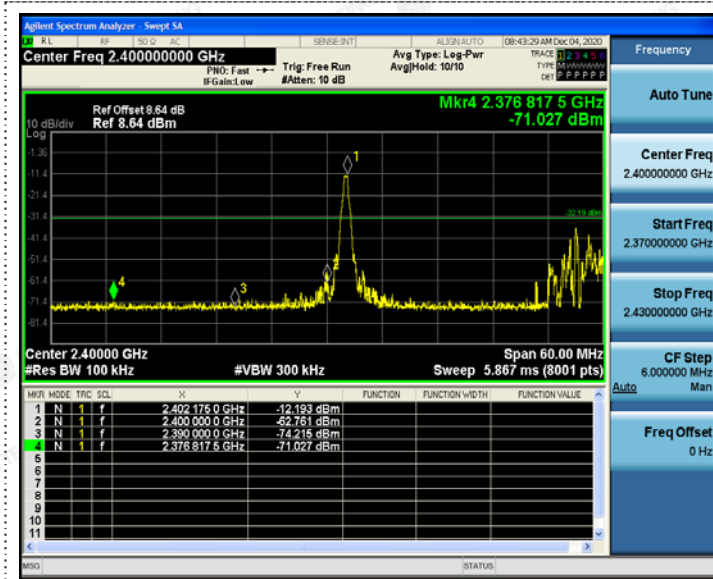 Agilent Spectrum Analyzer - Swept SA
RL RF 50 Ω AC SENSE:INT ALIGN AUTO 08:43:29 AM Dec 04, 2020
Center Freq 2.400000000 GHz
PNO: Fast
IFGain:Low
Trig: Free Run
#Atten: 10 dB
Avg Type: Log-Pwr
Avg|Hold: 10/10
TRACE 1 2 3 4 5 6
TYPE M
DET P P P P P P
Frequency
Auto Tune
Center Freq
2.400000000 GHz
Start Freq
2.370000000 GHz
Stop Freq
2.430000000 GHz
CF Step
6.000000 MHz
Auto Man
Freq Offset
0 Hz
Mkr4 2.376 817 5 GHz
-71.027 dBm
Ref Offset 8.64 dB
Ref 8.64 dBm
10 dB/div
Log
-1.36
-11.4
-21.4
-31.4
-41.4
-51.4
-61.4
-71.4
-81.4
1
2
3
4
-32.19 dBm
Center 2.40000 GHz
#Res BW 100 kHz
#VBW 300 kHz
Span 60.00 MHz
Sweep 5.867 ms (8001 pts)
MKR MODE TRC SCL X Y FUNCTION FUNCTION WIDTH FUNCTION VALUE
1 N 1 f 2.402 175 0 GHz -12.193 dBm
2 N 1 f 2.400 000 0 GHz -62.761 dBm
3 N 1 f 2.390 000 0 GHz -74.215 dBm
4 N 1 f 2.376 817 5 GHz -71.027 dBm
5
6
7
8
9
10
11
MSG STATUS